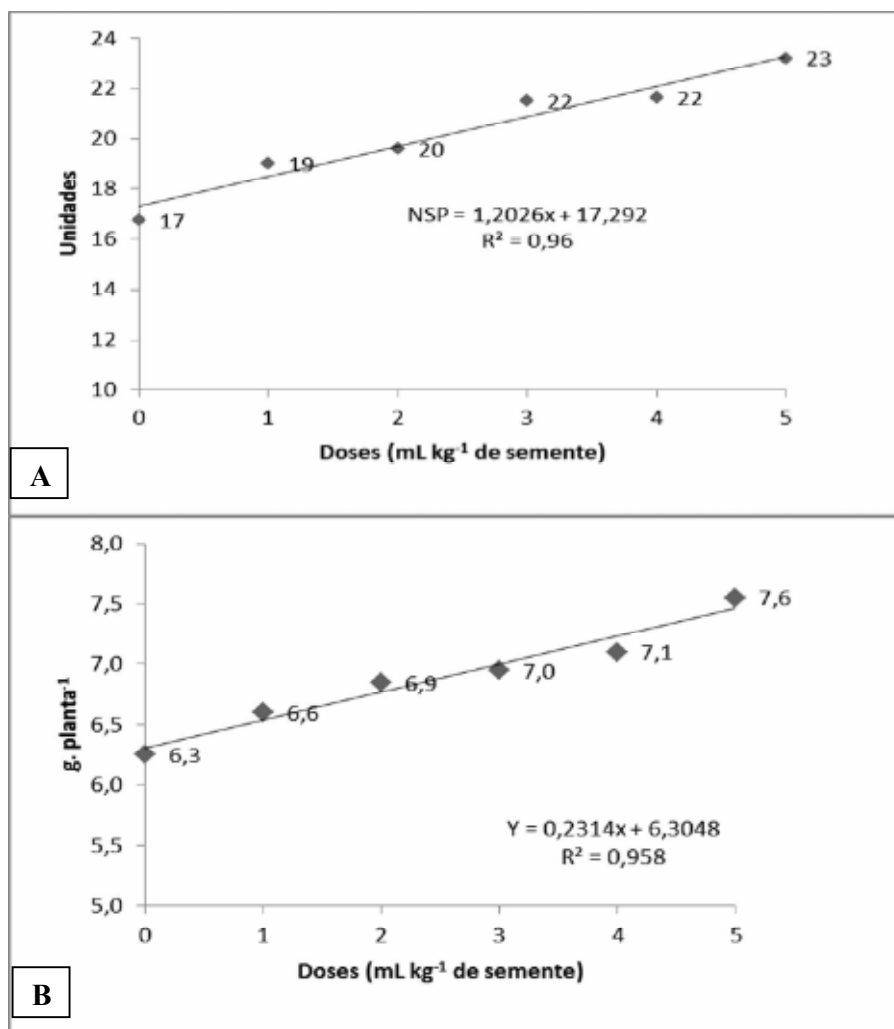 24
22
20
18
16
14
12
10
Unidades
17
19
20
22
22
23
NSP = 1,2026x + 17,292
R² = 0,96
0 1 2 3 4 5
Doses (mL kg⁻¹ de semente)
A
8,0
7,5
7,0
6,5
6,0
5,5
5,0
g. planta⁻¹
6,3
6,6
6,9
7,0
7,1
7,6
Y = 0,2314x + 6,3048
R² = 0,958
0 1 2 3 4 5
Doses (mL kg⁻¹ de semente)
B